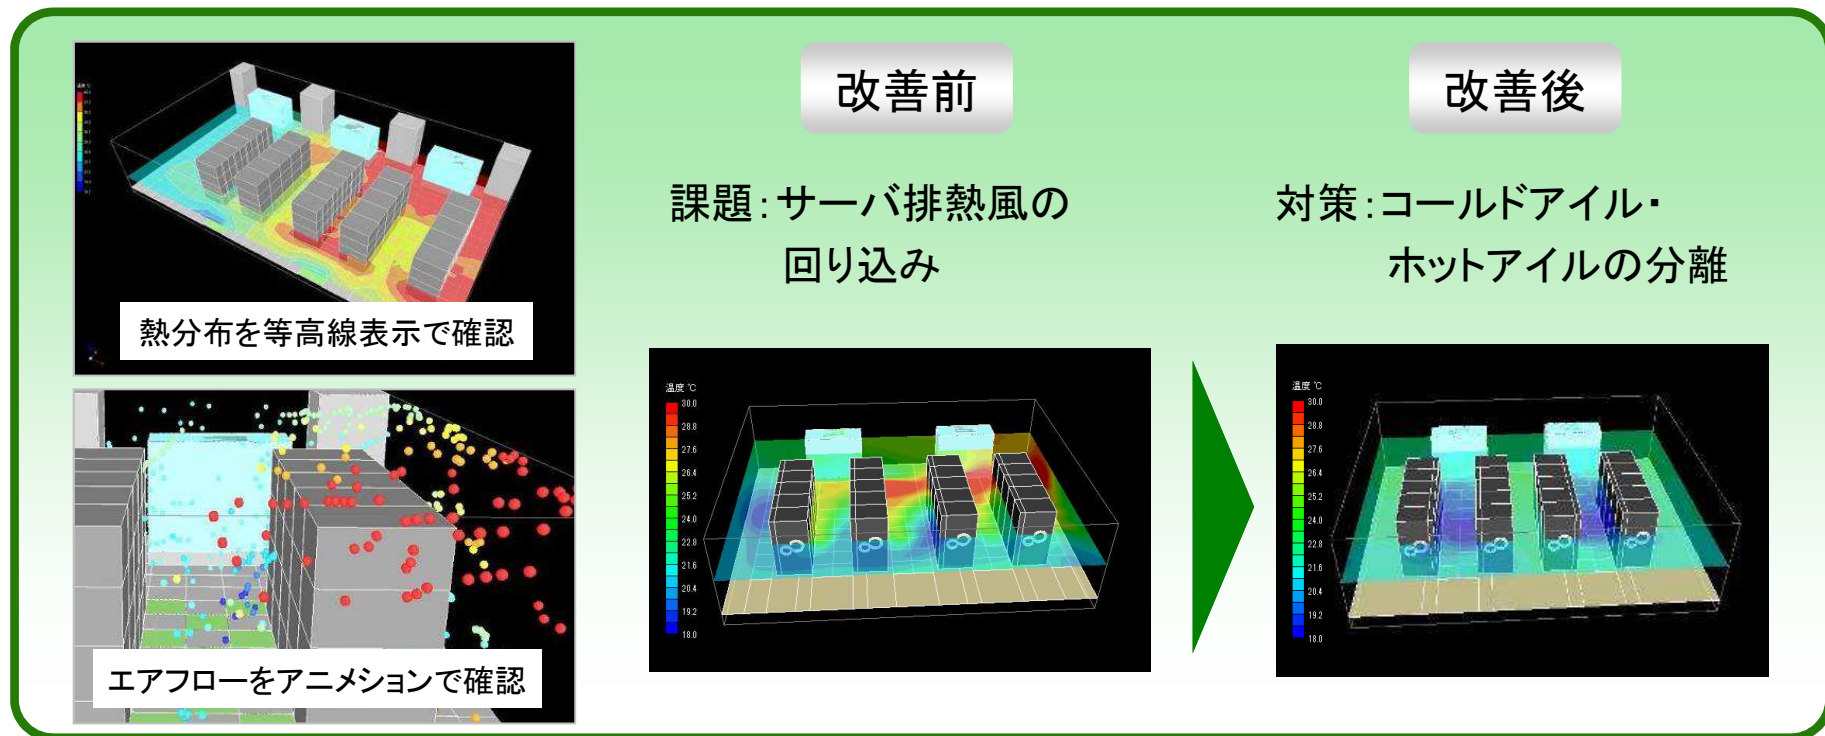 熱分布を等高線表示で確認
エアフローをアニメションで確認
改善前
課題：サーバ排熱風の
回り込み
温度 ℃
30.0
28.8
27.6
26.4
25.2
24.0
22.8
21.6
20.4
19.2
18.0
改善後
対策：コールドアイル・
ホットアイルの分離
温度 ℃
30.0
28.8
27.6
26.4
25.2
24.0
22.8
21.6
20.4
19.2
18.0